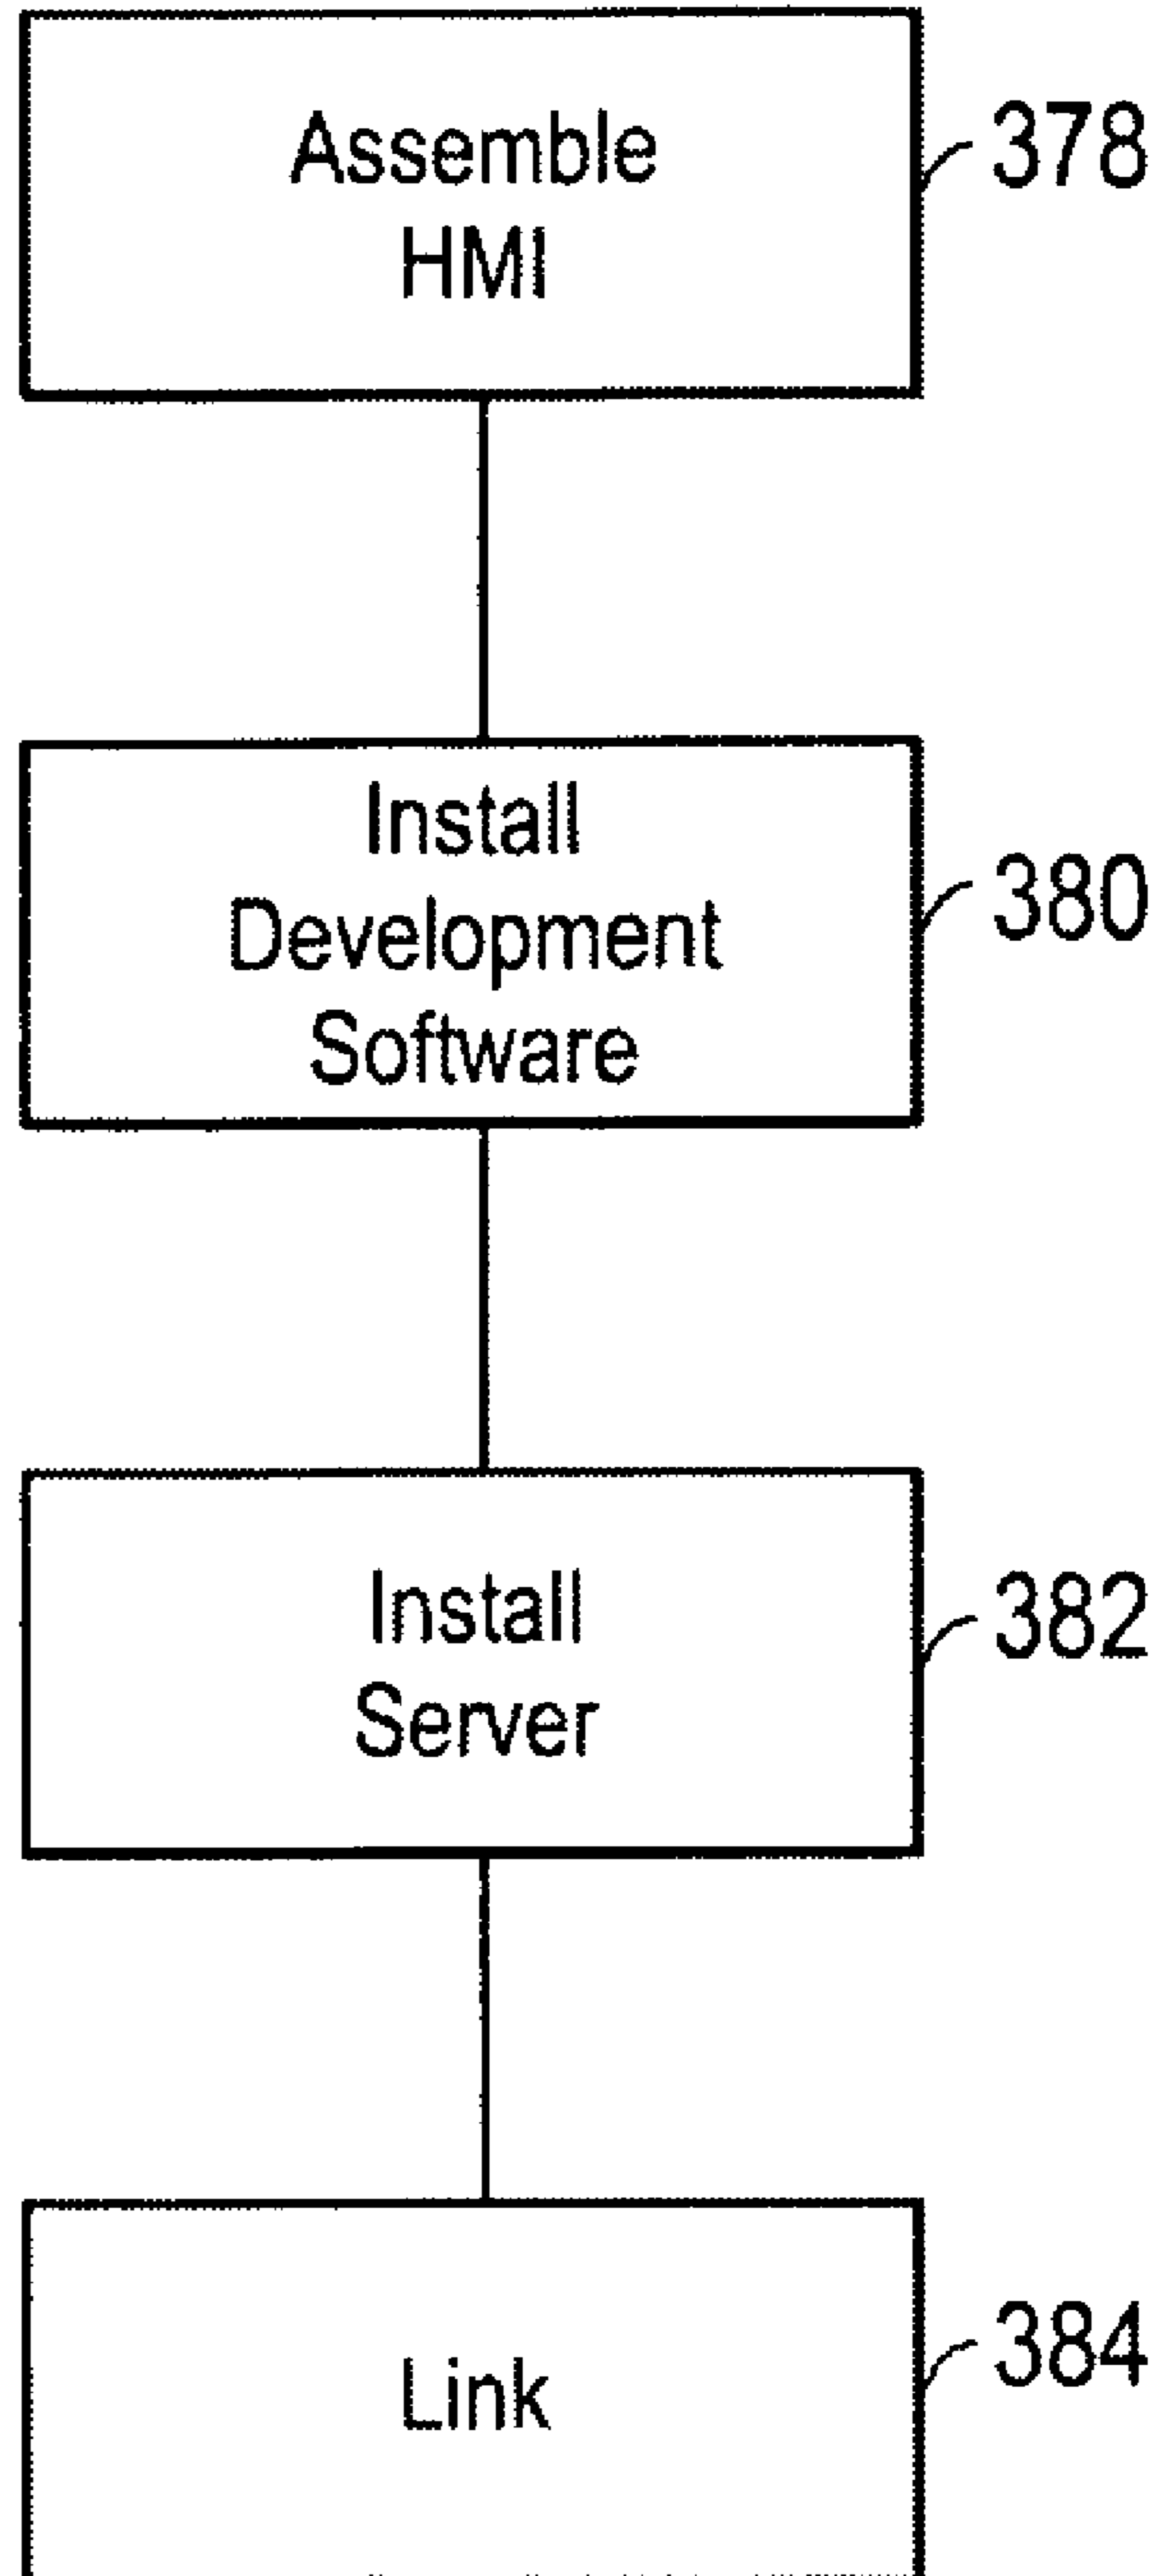 Assemble
HMI
378
Install
Development
Software
380
Install
Server
382
Link
384